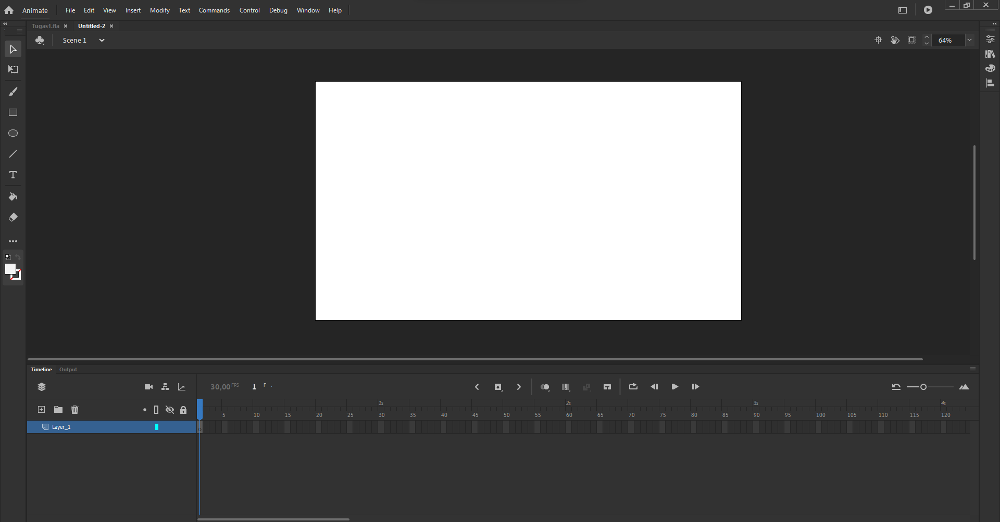 Animate File Edit View Insert Modify Text Commands Control Debug Window Help
Tugas1.fla Untitled-2
Scene 1 64%
Timeline Output
30,00 FPS 1 F
1s 2s 3s 4s
5 10 15 20 25 30 35 40 45 50 55 60 65 70 75 80 85 90 95 100 105 110 115 120
Layer_1